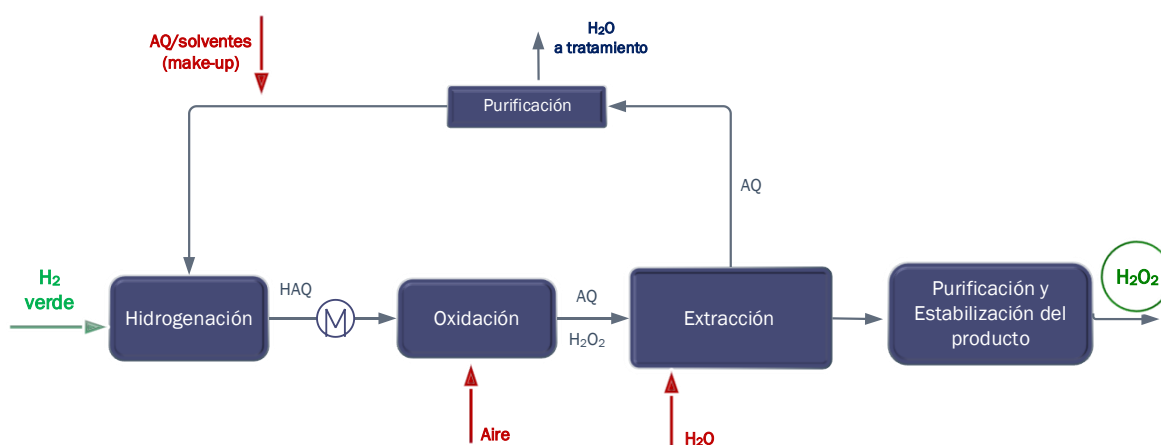 AQ/solventes
(make-up)
H₂O
a tratamiento
Purificación
AQ
H₂
verde
Hidrogenación
HAQ
M
Oxidación
AQ
H₂O₂
Extracción
Purificación y
Estabilización del
producto
H₂O₂
Aire
H₂O